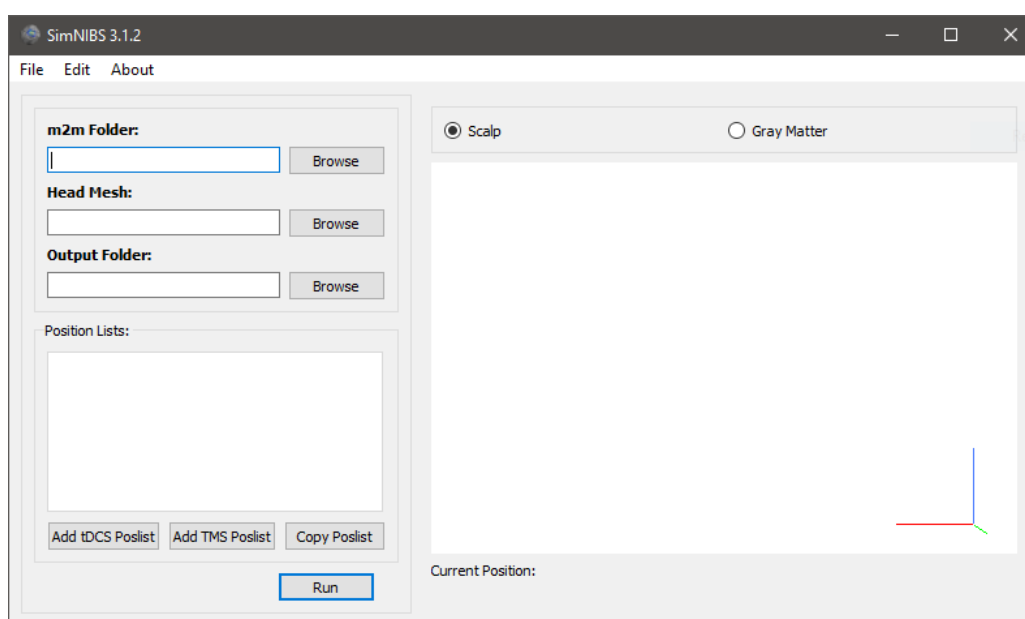 SimNIBS 3.1.2
File Edit About
m2m Folder:
Browse
Head Mesh:
Browse
Output Folder:
Browse
Position Lists:
Add tDCS Poslist Add TMS Poslist Copy Poslist
Run
Scalp Gray Matter
Current Position: